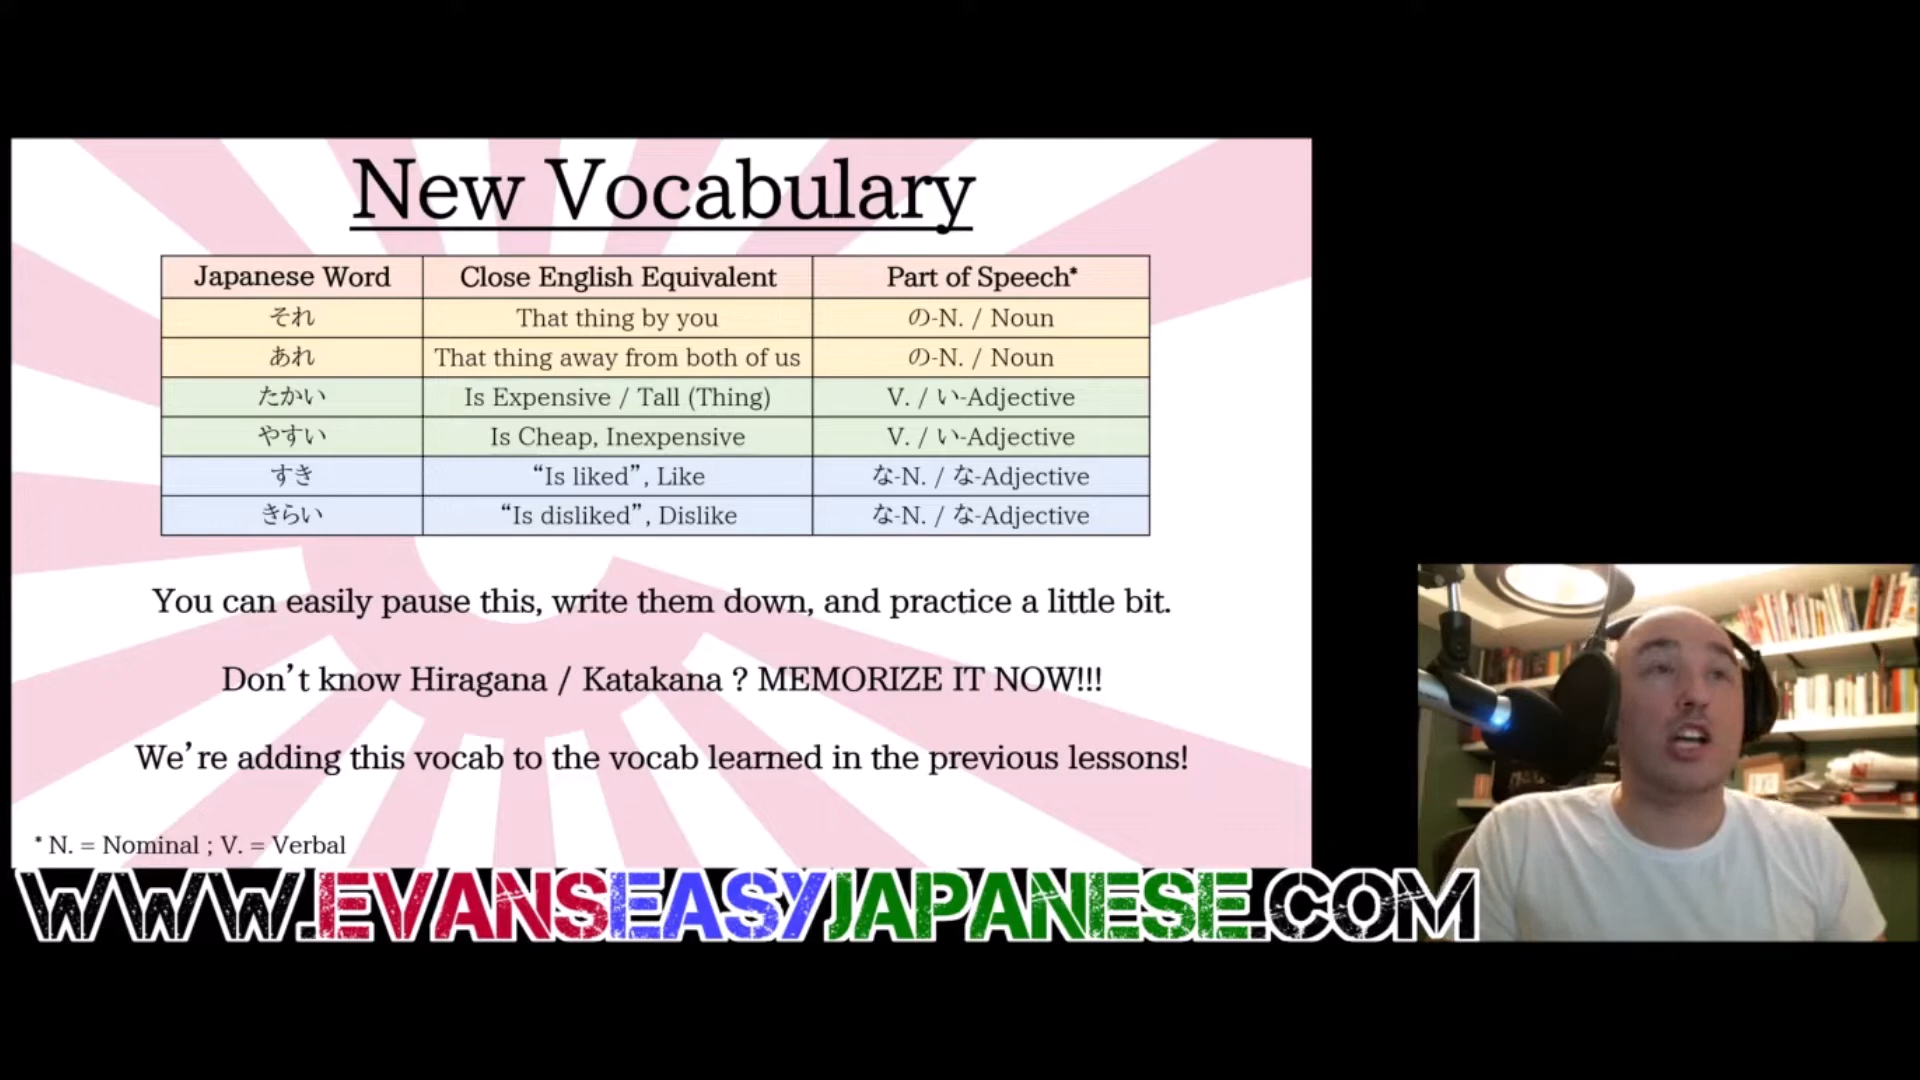 New Vocabulary
Japanese Word Close English Equivalent Part of Speech*
それ That thing by you の-N. / Noun
あれ That thing away from both of us の-N. / Noun
たかい Is Expensive / Tall (Thing) V. / い-Adjective
やすい Is Cheap, Inexpensive V. / い-Adjective
すき “Is liked”, Like な-N. / な-Adjective
きらい “Is disliked”, Dislike な-N. / な-Adjective
You can easily pause this, write them down, and practice a little bit.
Don’t know Hiragana / Katakana ? MEMORIZE IT NOW!!!
We’re adding this vocab to the vocab learned in the previous lessons!
* N. = Nominal ; V. = Verbal
WWW.EVANSEASYJAPANESE.COM